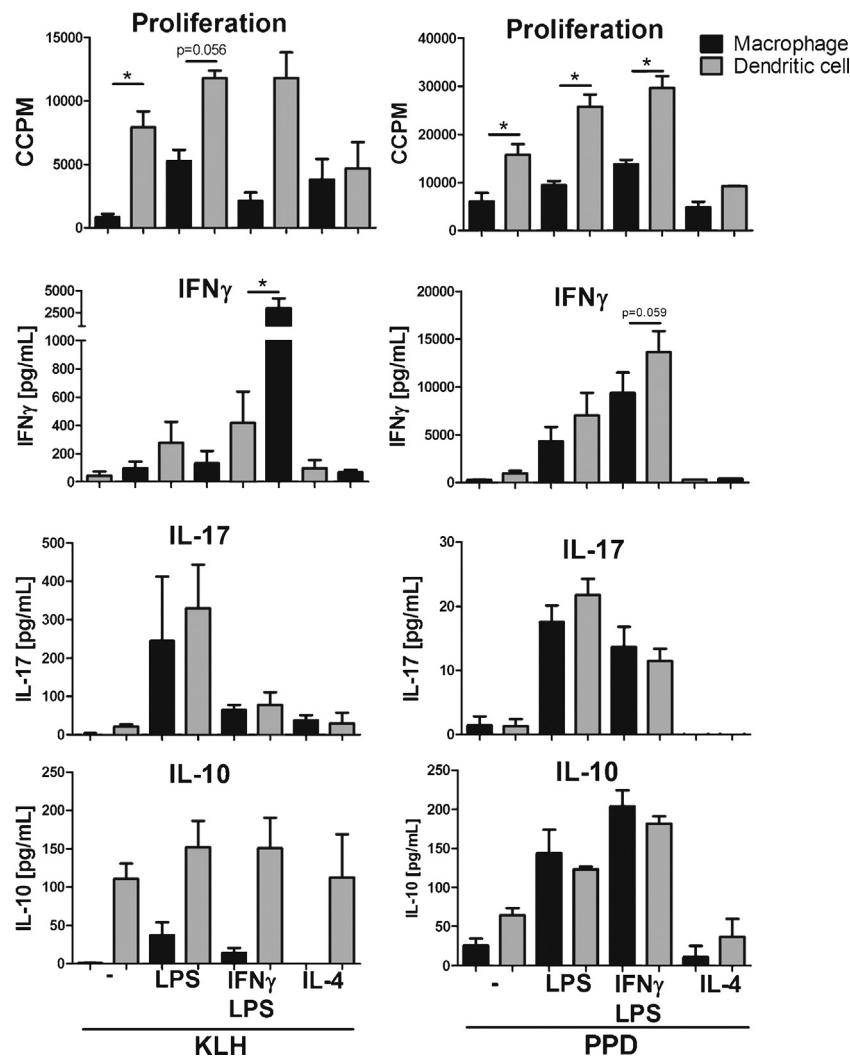 Proliferation
15000
10000
5000
0
CCPM
*
p=0.056
Proliferation
40000
30000
20000
10000
0
CCPM
*
*
*
Macrophage
Dendritic cell
IFNγ
5000
2500
1000
800
600
400
200
0
IFNγ [pg/mL]
*
IFNγ
20000
15000
10000
5000
0
IFNγ [pg/mL]
p=0.059
IL-17
500
400
300
200
100
0
IL-17 [pg/mL]
IL-17
30
20
10
0
IL-17 [pg/mL]
IL-10
250
200
150
100
50
0
IL-10 [pg/mL]
IL-10
250
200
150
100
50
0
IL-10 [pg/mL]
- LPS IFNγ IL-4
LPS
KLH
- LPS IFNγ IL-4
LPS
PPD